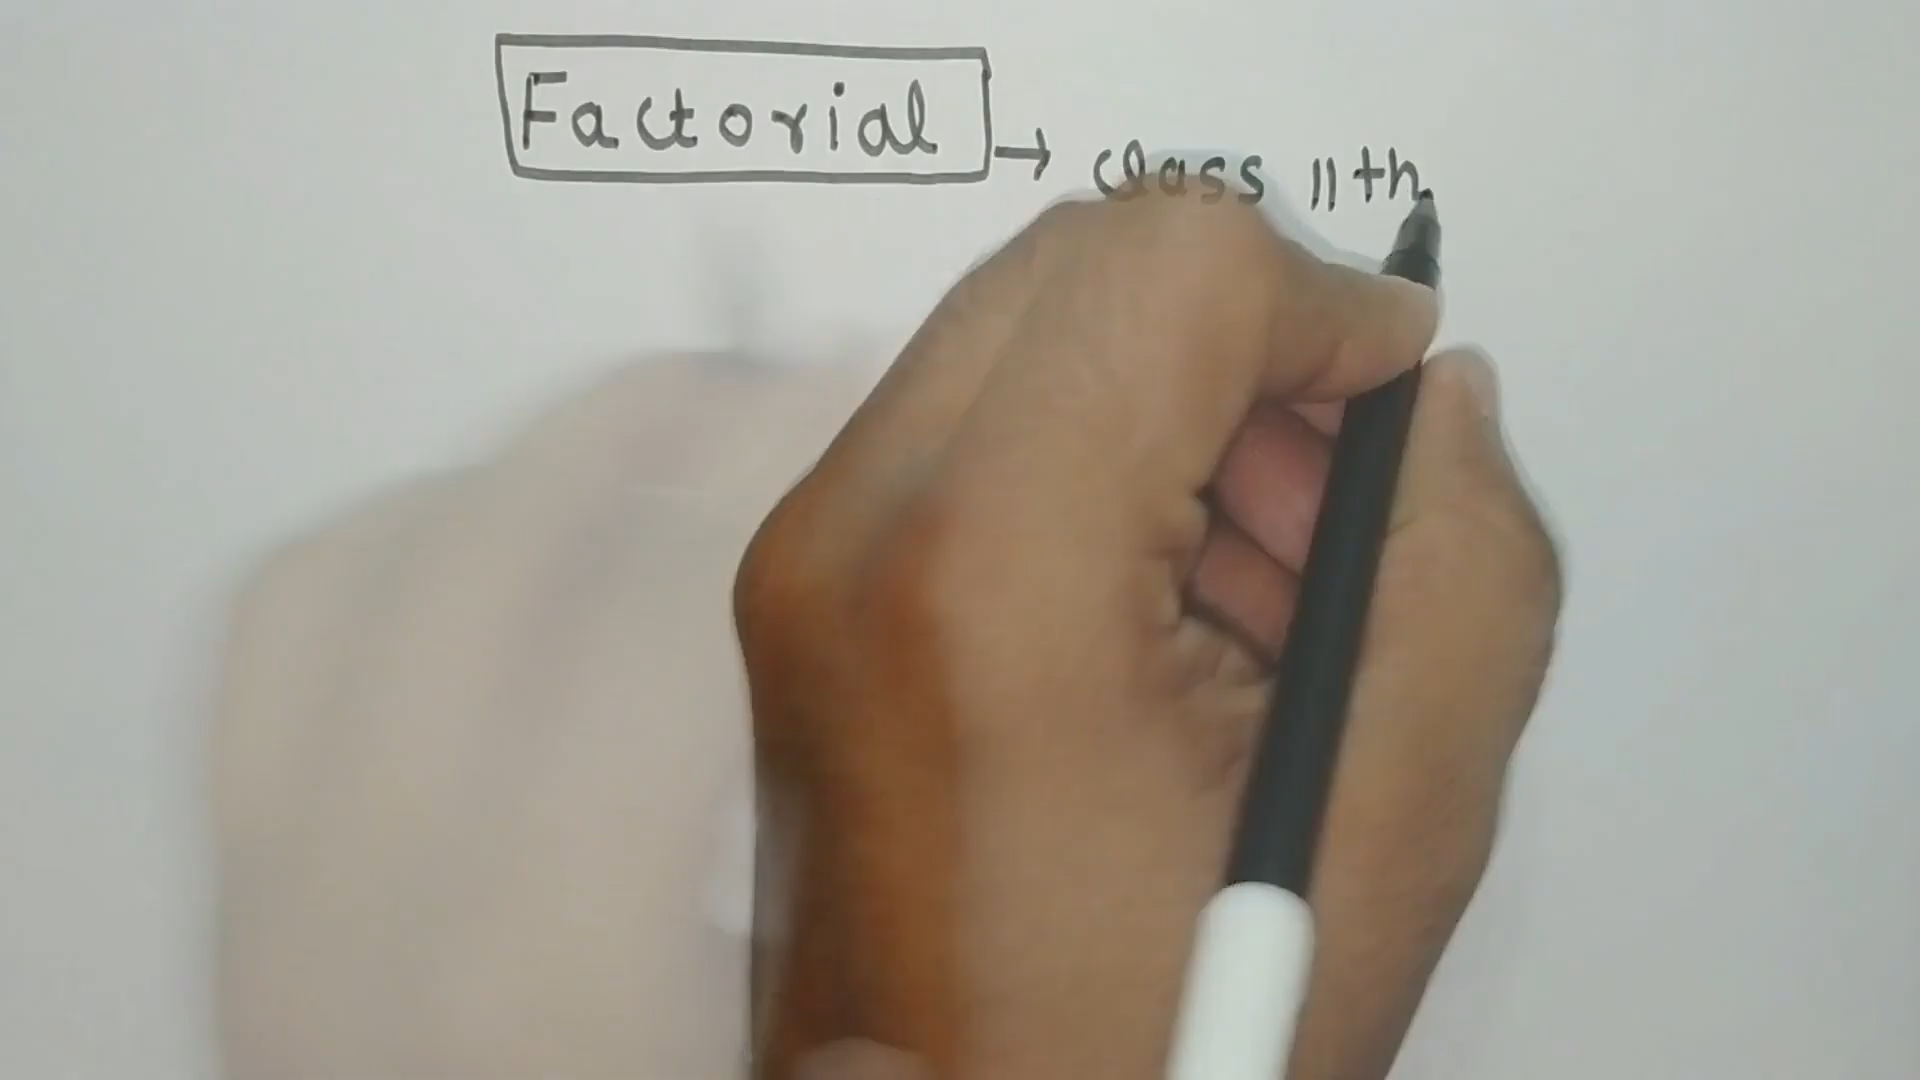 Factorial → class 11th